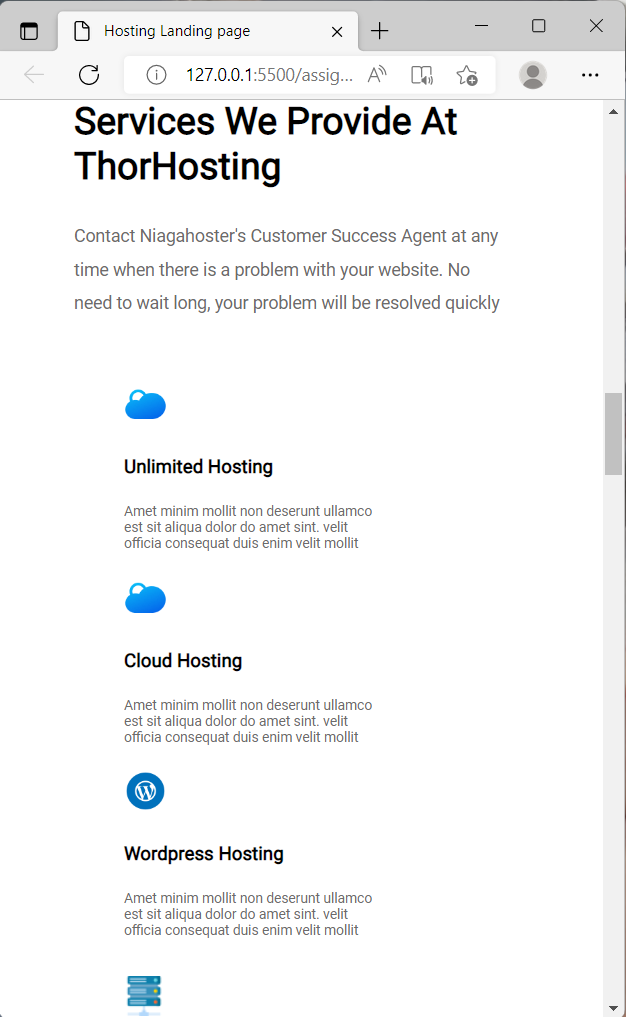 Hosting Landing page
127.0.0.1:5500/assig...
Services We Provide At
ThorHosting
Contact Niagahoster's Customer Success Agent at any
time when there is a problem with your website. No
need to wait long, your problem will be resolved quickly
Unlimited Hosting
Amet minim mollit non deserunt ullamco
est sit aliqua dolor do amet sint. velit
officia consequat duis enim velit mollit
Cloud Hosting
Amet minim mollit non deserunt ullamco
est sit aliqua dolor do amet sint. velit
officia consequat duis enim velit mollit
Wordpress Hosting
Amet minim mollit non deserunt ullamco
est sit aliqua dolor do amet sint. velit
officia consequat duis enim velit mollit